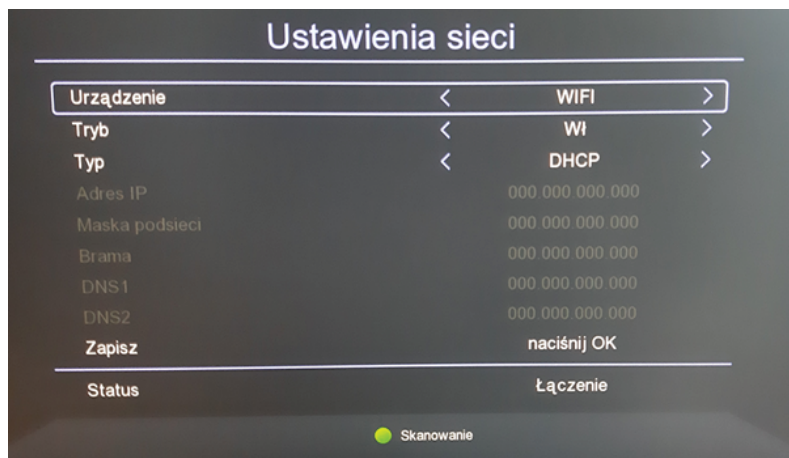 Ustawienia sieci
Urządzenie < WIFI >
Tryb < Wł >
Typ < DHCP >
Adres IP 000.000.000.000
Maska podsieci 000.000.000.000
Brama 000.000.000.000
DNS1 000.000.000.000
DNS2 000.000.000.000
Zapisz naciśnij OK
Status Łączenie
Skanowanie